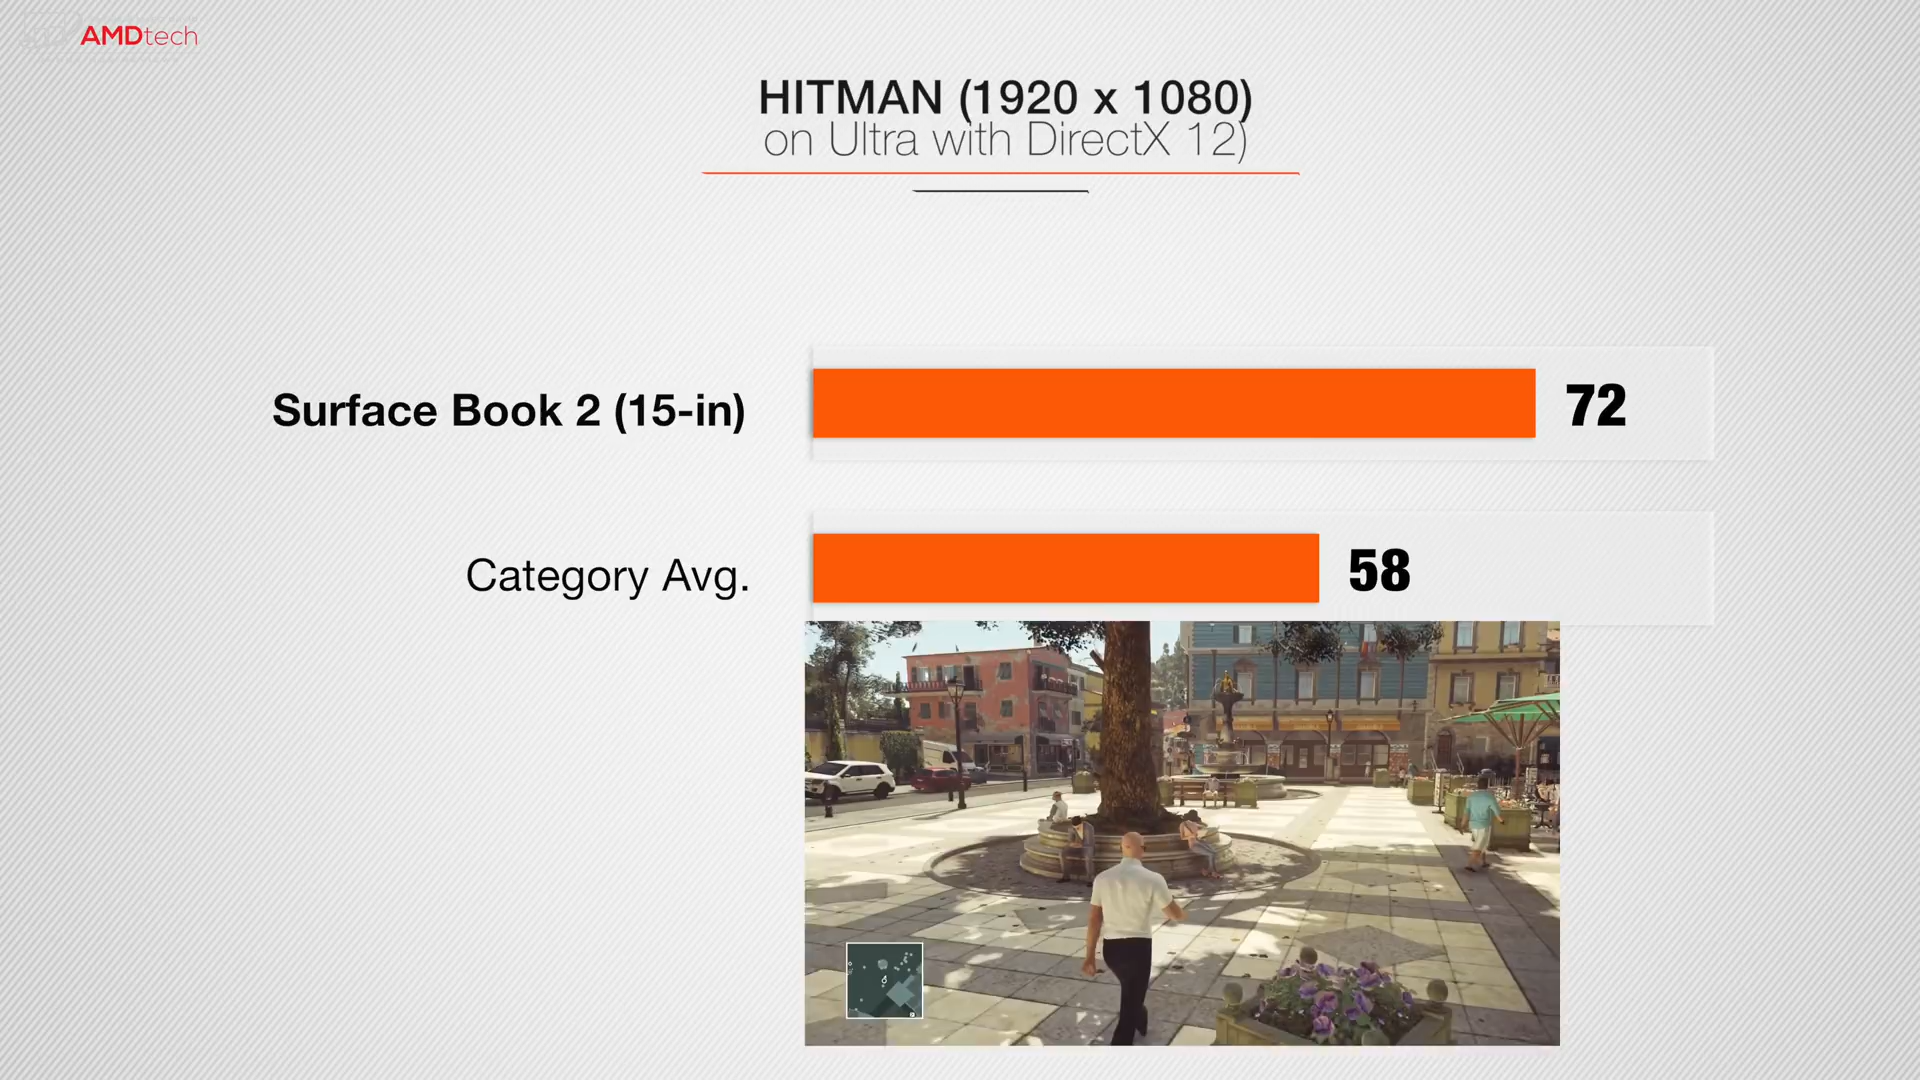 AMDtech
HITMAN (1920 x 1080)
on Ultra with DirectX 12)
Surface Book 2 (15-in)
72
Category Avg.
58